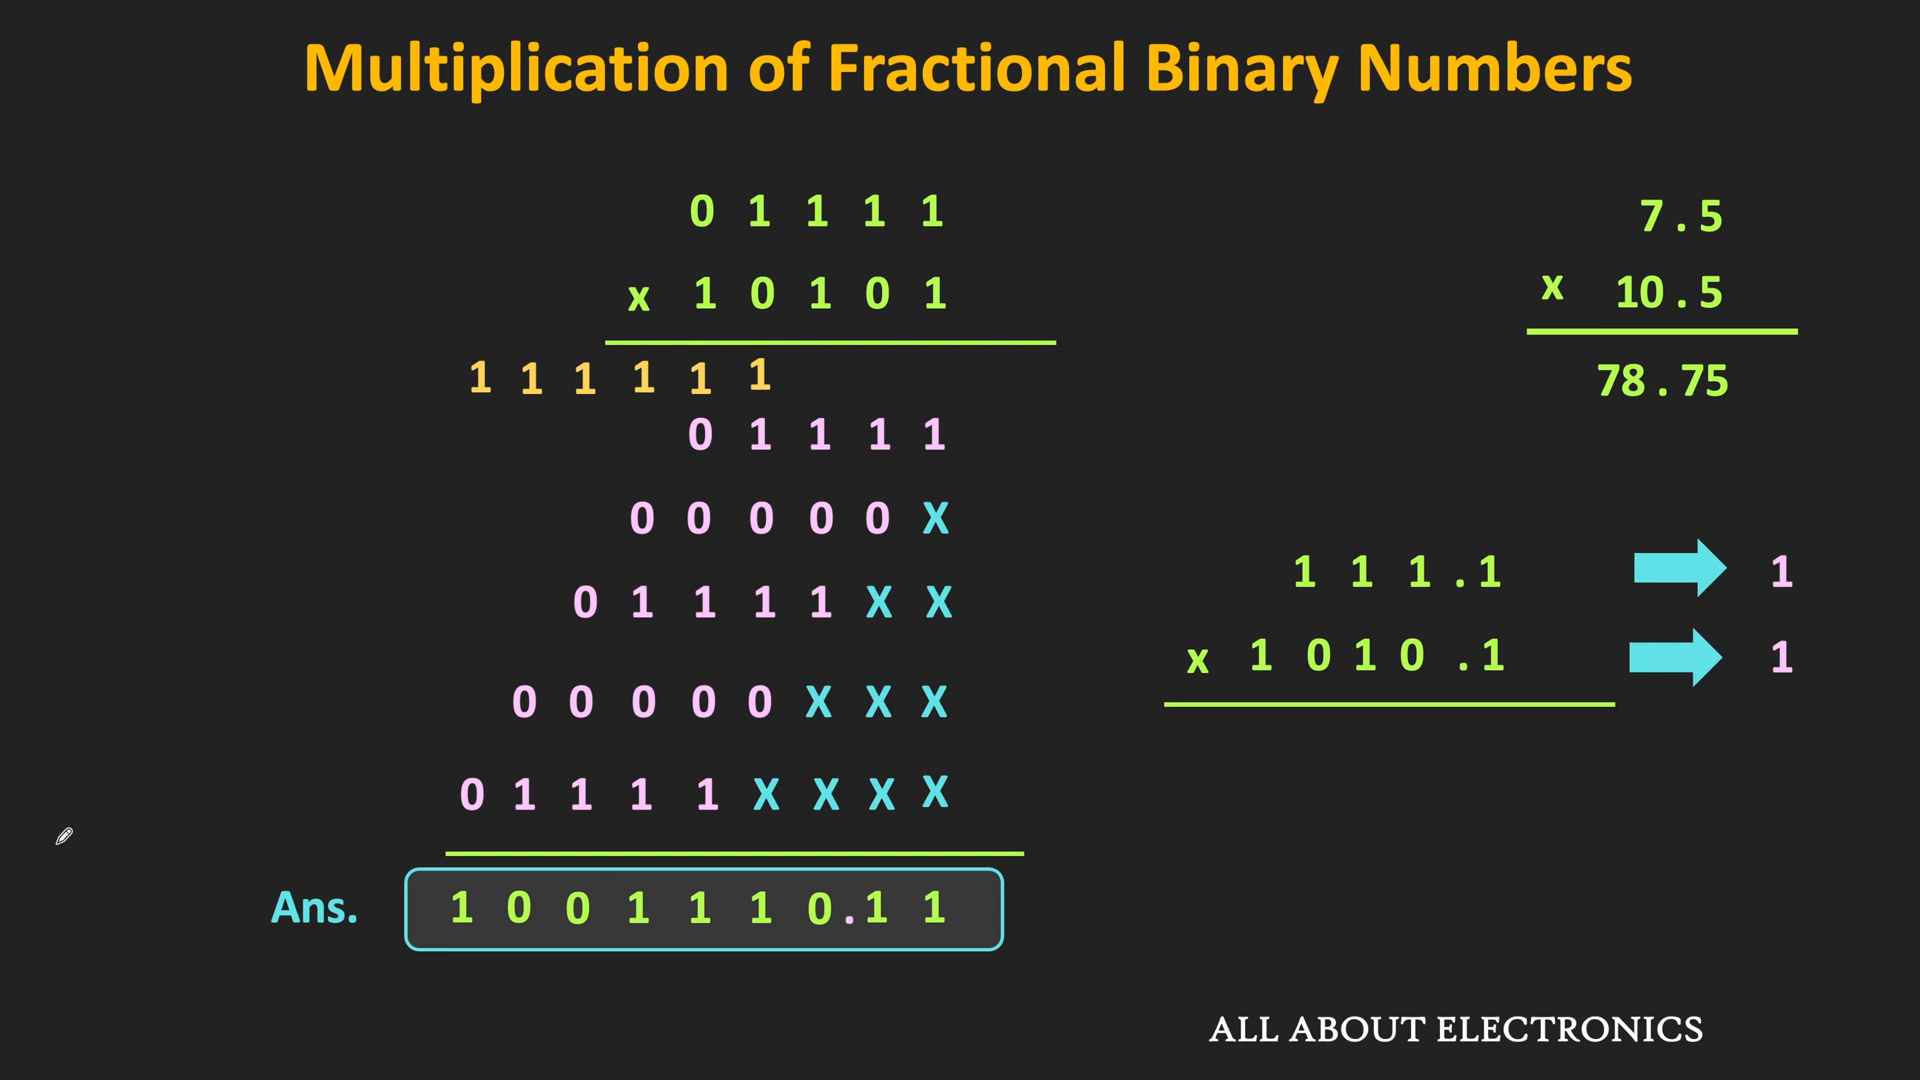 Multiplication of Fractional Binary Numbers
0 1 1 1 1
x 1 0 1 0 1
1 1 1 1 1 1
0 1 1 1 1
0 0 0 0 0 X
0 1 1 1 1 X X
0 0 0 0 0 X X X
0 1 1 1 1 X X X X
Ans. 1 0 0 1 1 1 0 . 1 1
7 . 5
x 10 . 5
78 . 75
1 1 1 . 1 1
x 1 0 1 0 . 1 1
ALL ABOUT ELECTRONICS